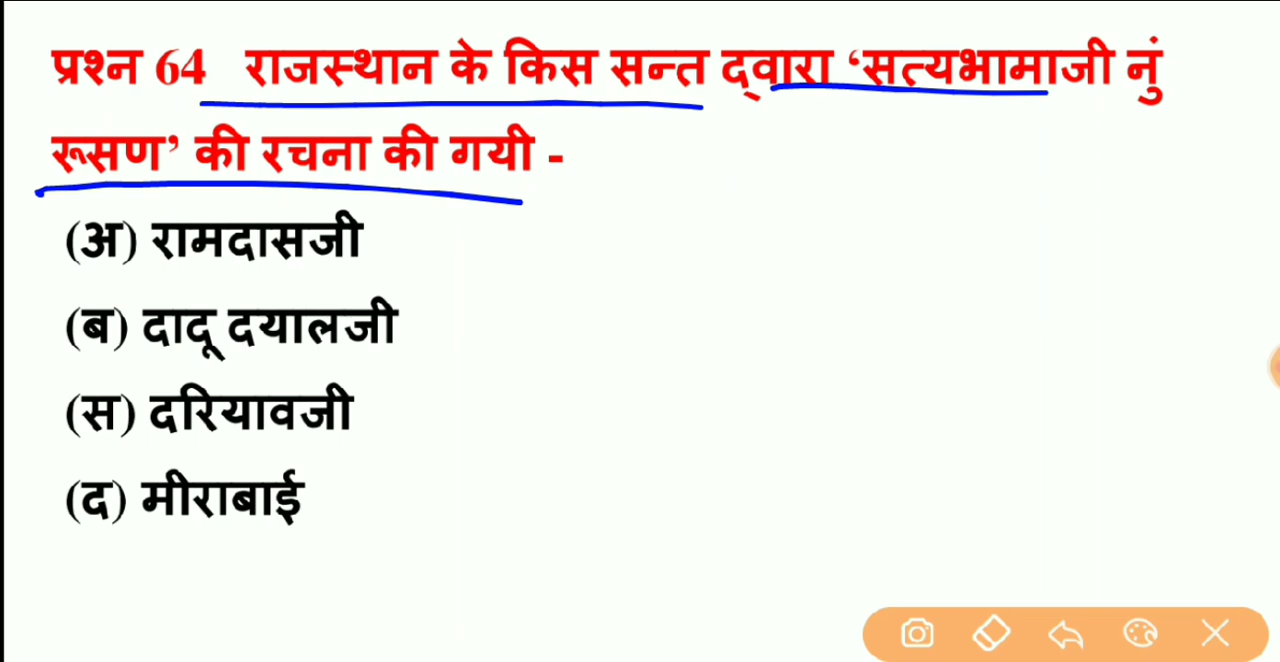 प्रश्न 64 राजस्थान के किस सन्त द्वारा ‘सत्यभामाजी नुं
रूसण’ की रचना की गयी -
(अ) रामदासजी
(ब) दादू दयालजी
(स) दरियावजी
(द) मीराबाई